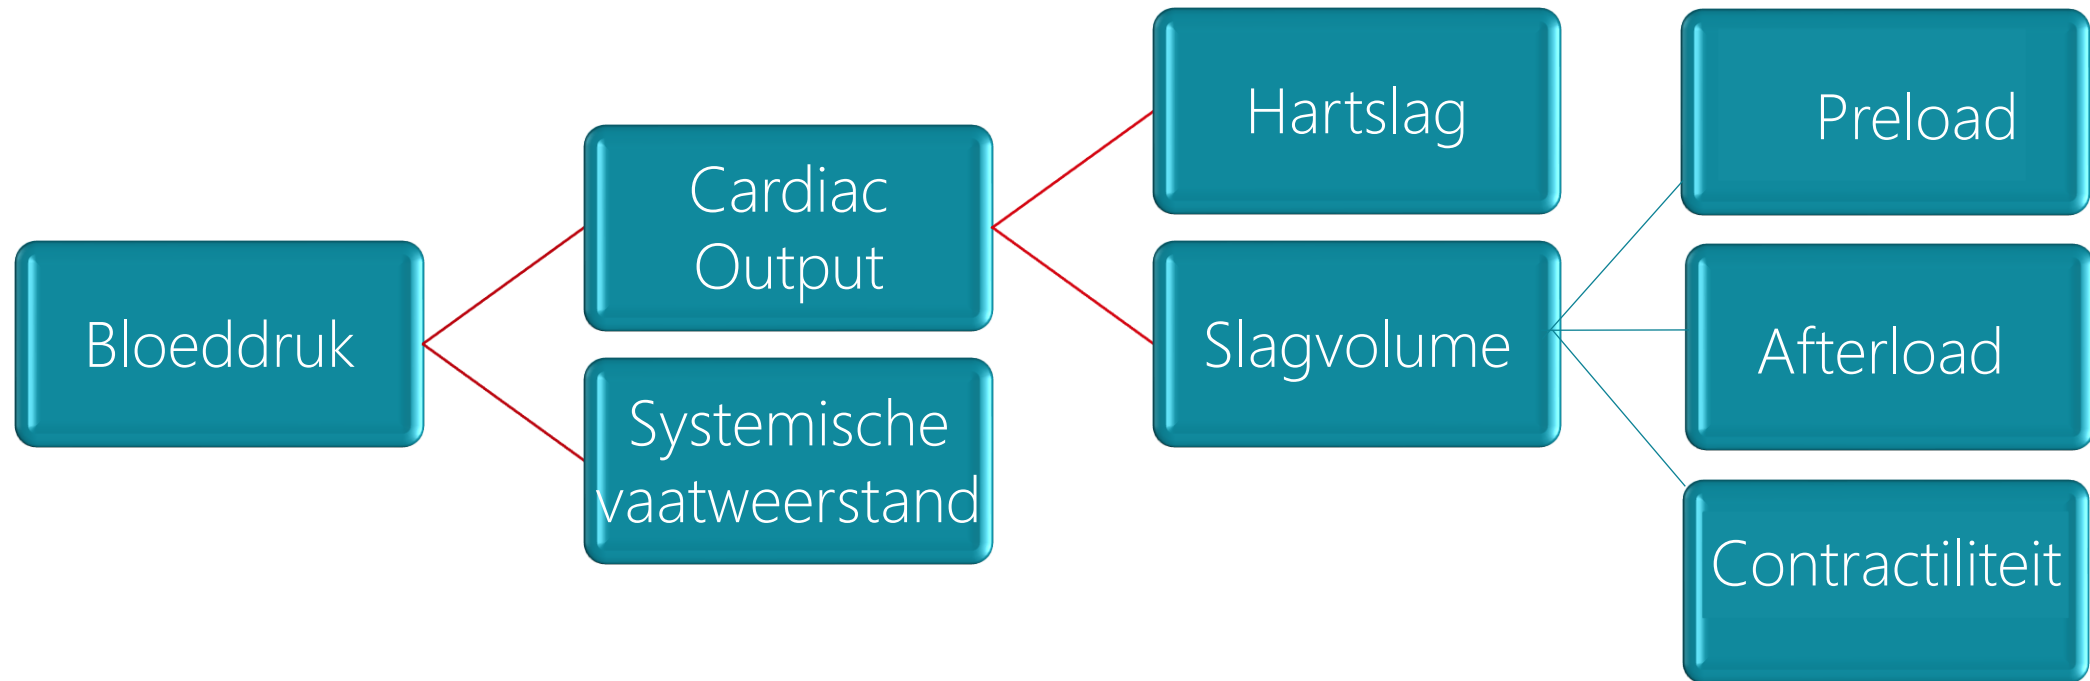 Bloeddruk
Cardiac
Output
Systemische
vaatweerstand
Hartslag
Slagvolume
Preload
Afterload
Contractiliteit